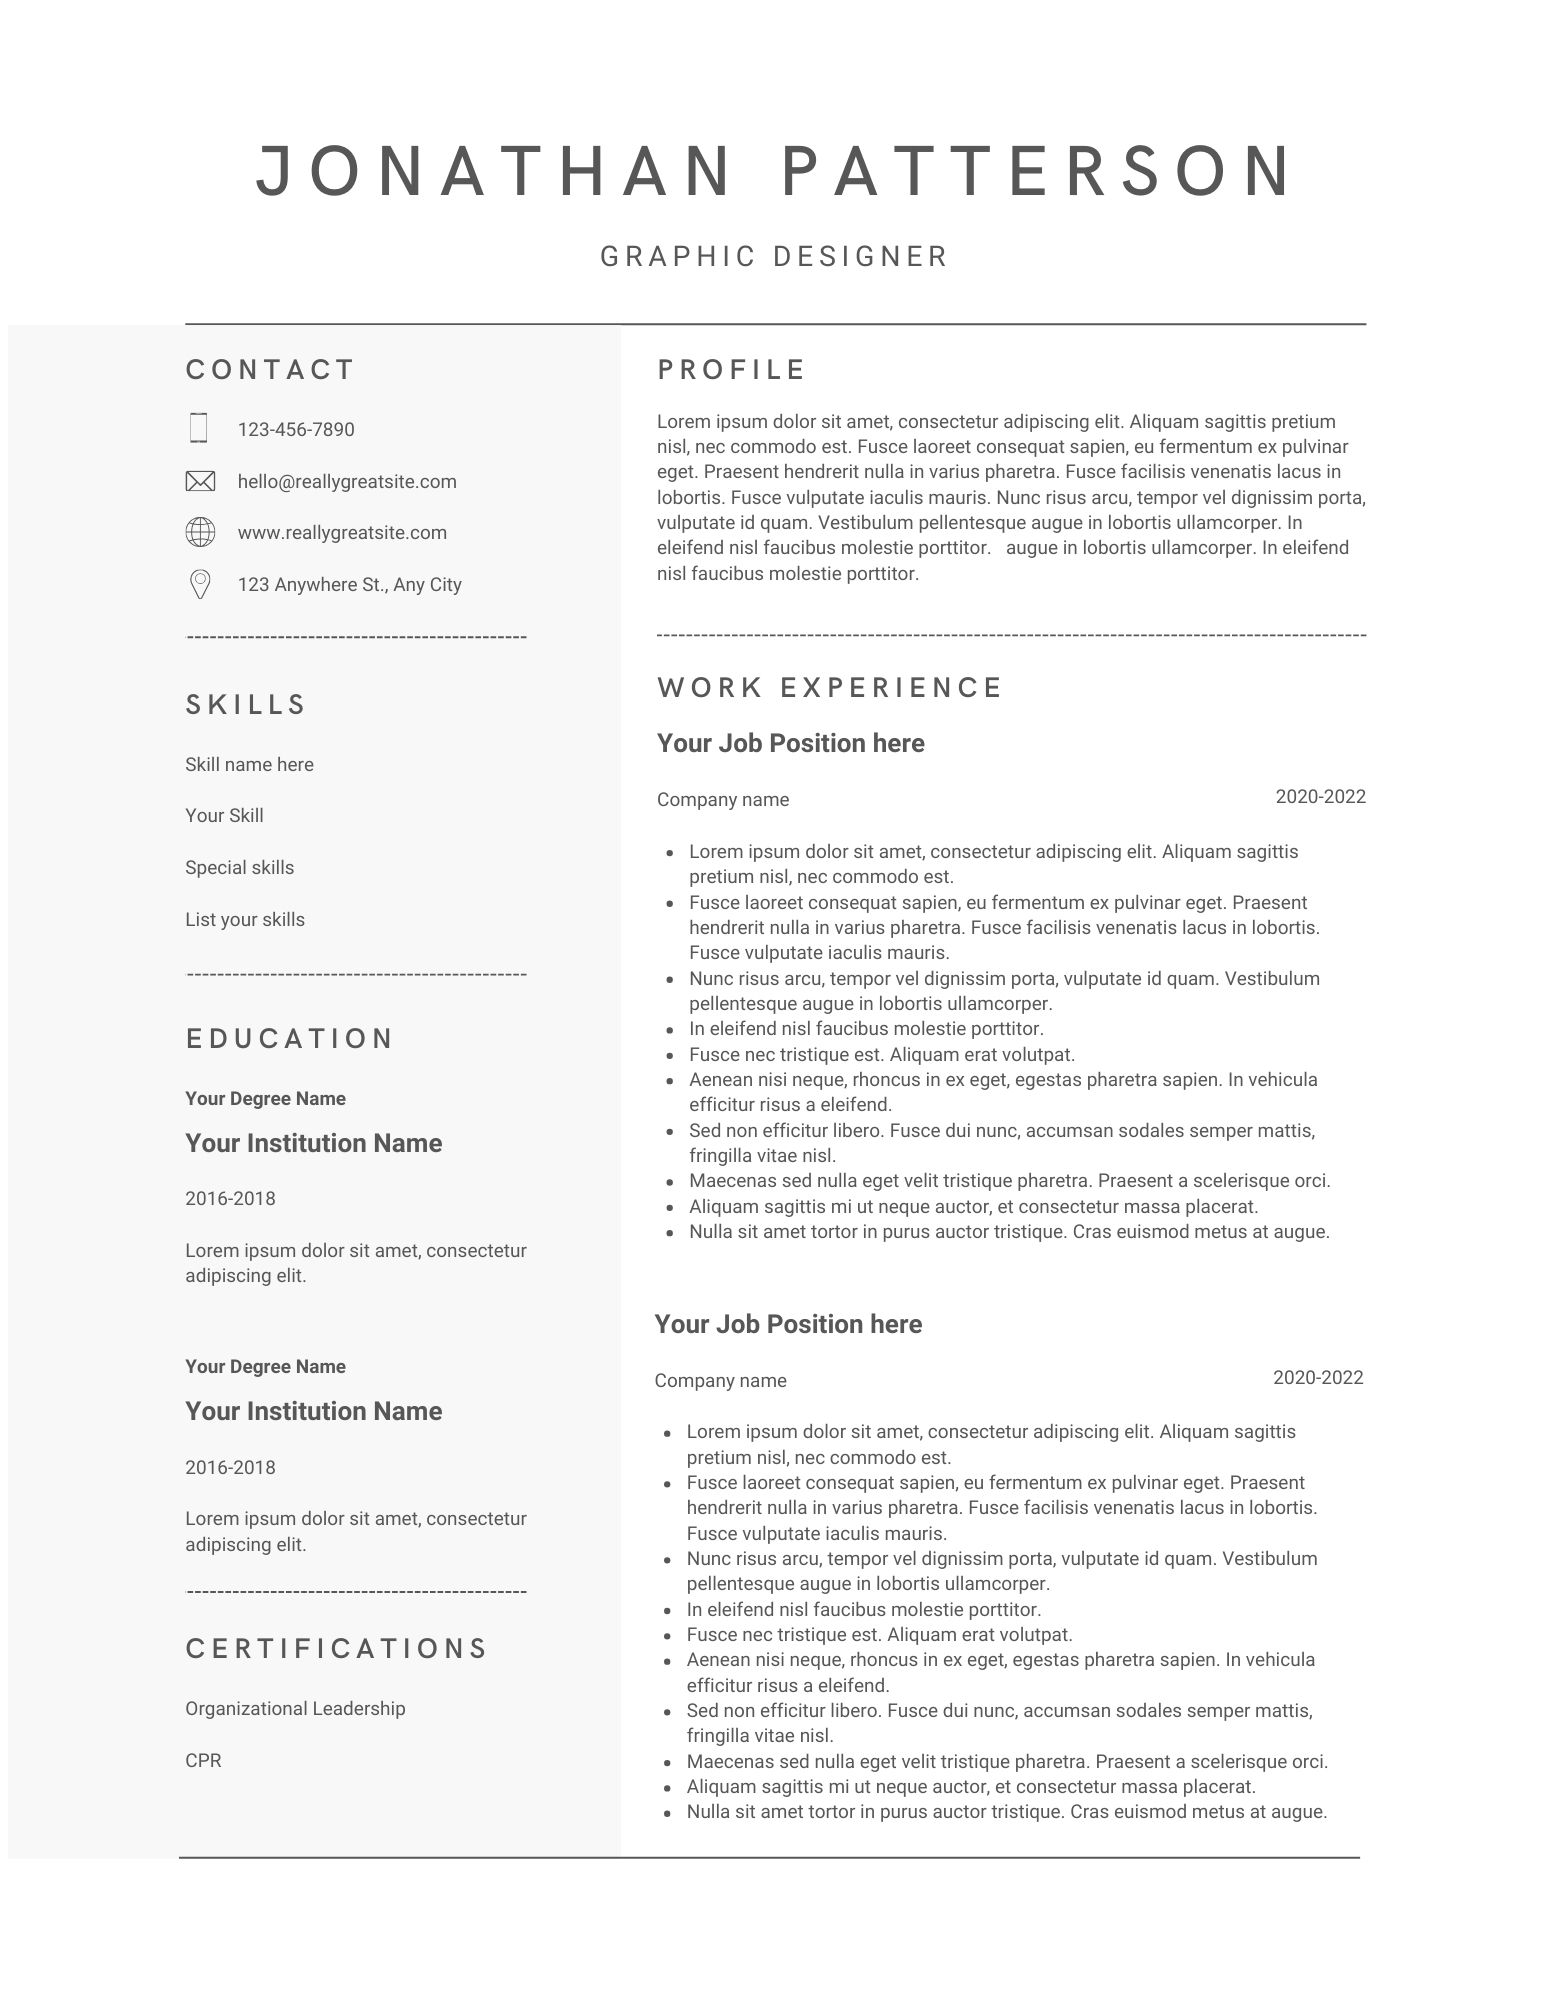 JONATHAN PATTERSON
GRAPHIC DESIGNER
CONTACT
123-456-7890
hello@reallygreatsite.com
www.reallygreatsite.com
123 Anywhere St., Any City
SKILLS
Skill name here
Your Skill
Special skills
List your skills
EDUCATION
Your Degree Name
Your Institution Name
2016-2018
Lorem ipsum dolor sit amet, consectetur
adipiscing elit.
Your Degree Name
Your Institution Name
2016-2018
Lorem ipsum dolor sit amet, consectetur
adipiscing elit.
CERTIFICATIONS
Organizational Leadership
CPR
PROFILE
Lorem ipsum dolor sit amet, consectetur adipiscing elit. Aliquam sagittis pretium
nisl, nec commodo est. Fusce laoreet consequat sapien, eu fermentum ex pulvinar
eget. Praesent hendrerit nulla in varius pharetra. Fusce facilisis venenatis lacus in
lobortis. Fusce vulputate iaculis mauris. Nunc risus arcu, tempor vel dignissim porta,
vulputate id quam. Vestibulum pellentesque augue in lobortis ullamcorper. In
eleifend nisl faucibus molestie porttitor.   augue in lobortis ullamcorper. In eleifend
nisl faucibus molestie porttitor.
WORK EXPERIENCE
Your Job Position here
Company name 2020-2022
• Lorem ipsum dolor sit amet, consectetur adipiscing elit. Aliquam sagittis
pretium nisl, nec commodo est.
• Fusce laoreet consequat sapien, eu fermentum ex pulvinar eget. Praesent
hendrerit nulla in varius pharetra. Fusce facilisis venenatis lacus in lobortis.
Fusce vulputate iaculis mauris.
• Nunc risus arcu, tempor vel dignissim porta, vulputate id quam. Vestibulum
pellentesque augue in lobortis ullamcorper.
• In eleifend nisl faucibus molestie porttitor.
• Fusce nec tristique est. Aliquam erat volutpat.
• Aenean nisi neque, rhoncus in ex eget, egestas pharetra sapien. In vehicula
efficitur risus a eleifend.
• Sed non efficitur libero. Fusce dui nunc, accumsan sodales semper mattis,
fringilla vitae nisl.
• Maecenas sed nulla eget velit tristique pharetra. Praesent a scelerisque orci.
• Aliquam sagittis mi ut neque auctor, et consectetur massa placerat.
• Nulla sit amet tortor in purus auctor tristique. Cras euismod metus at augue.
Your Job Position here
Company name 2020-2022
• Lorem ipsum dolor sit amet, consectetur adipiscing elit. Aliquam sagittis
pretium nisl, nec commodo est.
• Fusce laoreet consequat sapien, eu fermentum ex pulvinar eget. Praesent
hendrerit nulla in varius pharetra. Fusce facilisis venenatis lacus in lobortis.
Fusce vulputate iaculis mauris.
• Nunc risus arcu, tempor vel dignissim porta, vulputate id quam. Vestibulum
pellentesque augue in lobortis ullamcorper.
• In eleifend nisl faucibus molestie porttitor.
• Fusce nec tristique est. Aliquam erat volutpat.
• Aenean nisi neque, rhoncus in ex eget, egestas pharetra sapien. In vehicula
efficitur risus a eleifend.
• Sed non efficitur libero. Fusce dui nunc, accumsan sodales semper mattis,
fringilla vitae nisl.
• Maecenas sed nulla eget velit tristique pharetra. Praesent a scelerisque orci.
• Aliquam sagittis mi ut neque auctor, et consectetur massa placerat.
• Nulla sit amet tortor in purus auctor tristique. Cras euismod metus at augue.